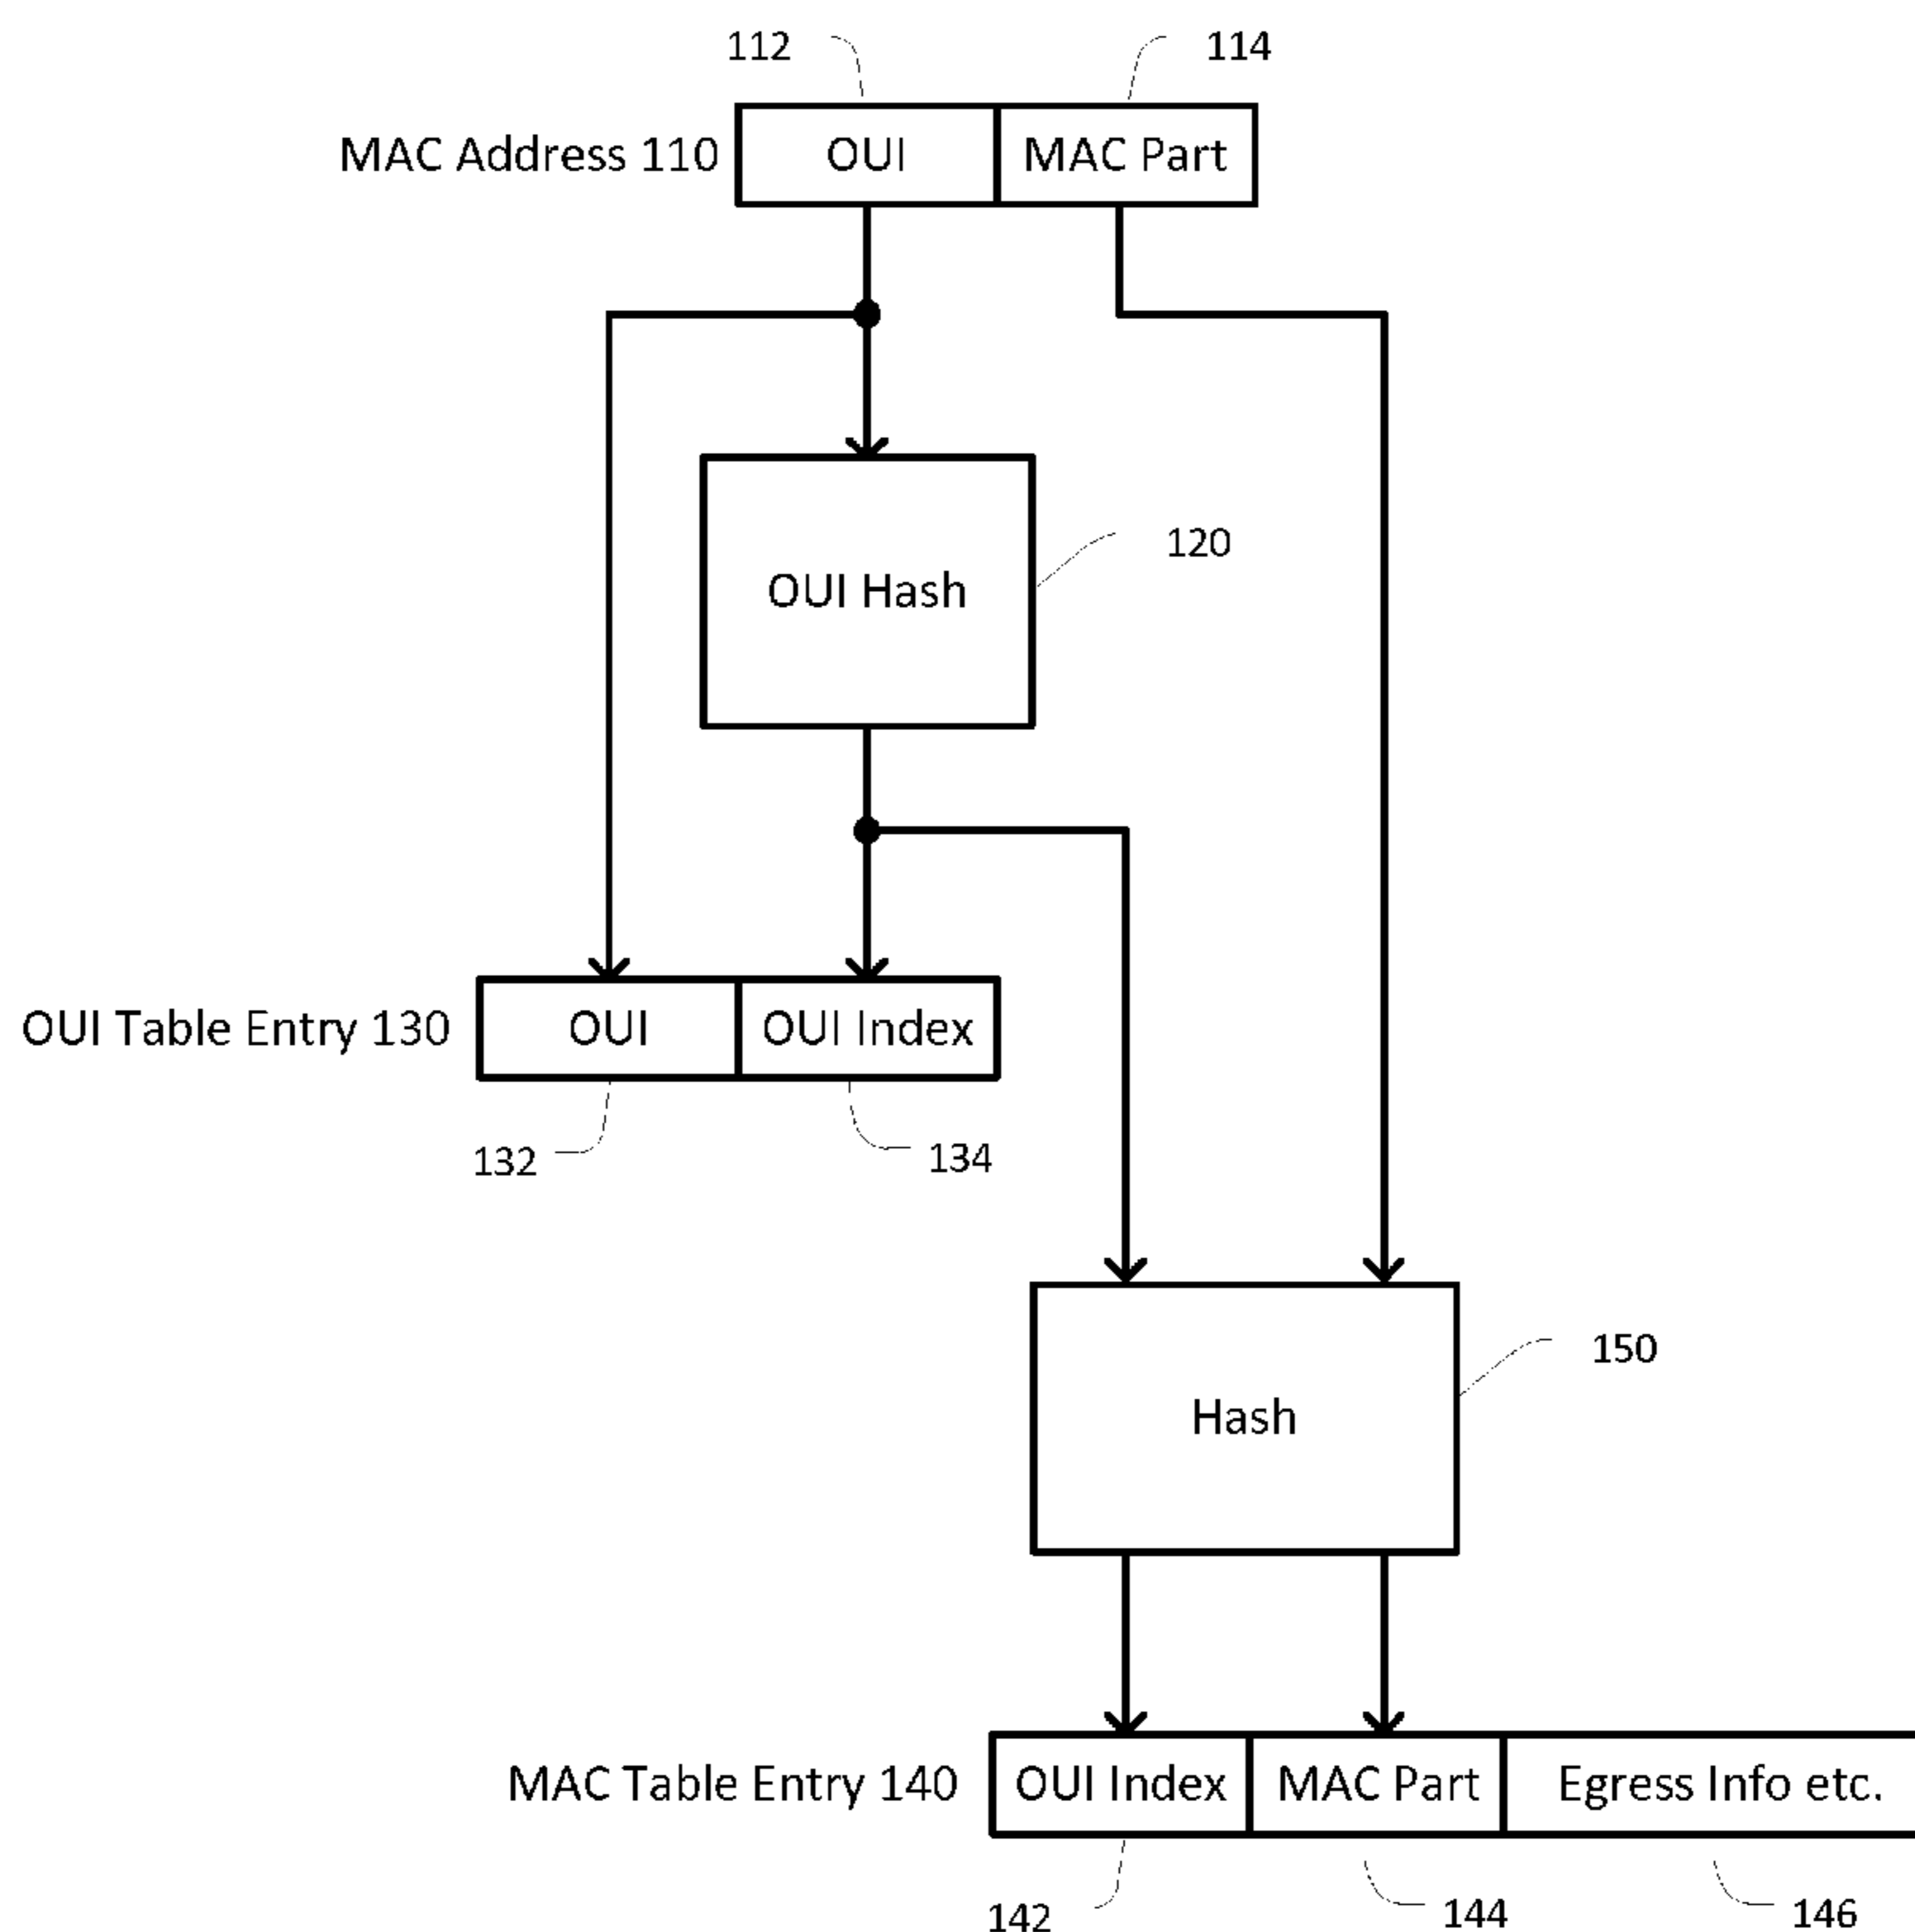 112 114
MAC Address 110 OUI MAC Part
120
OUI Hash
OUI Table Entry 130 OUI OUI Index
132 134
150
Hash
MAC Table Entry 140 OUI Index MAC Part Egress Info etc.
142 144 146